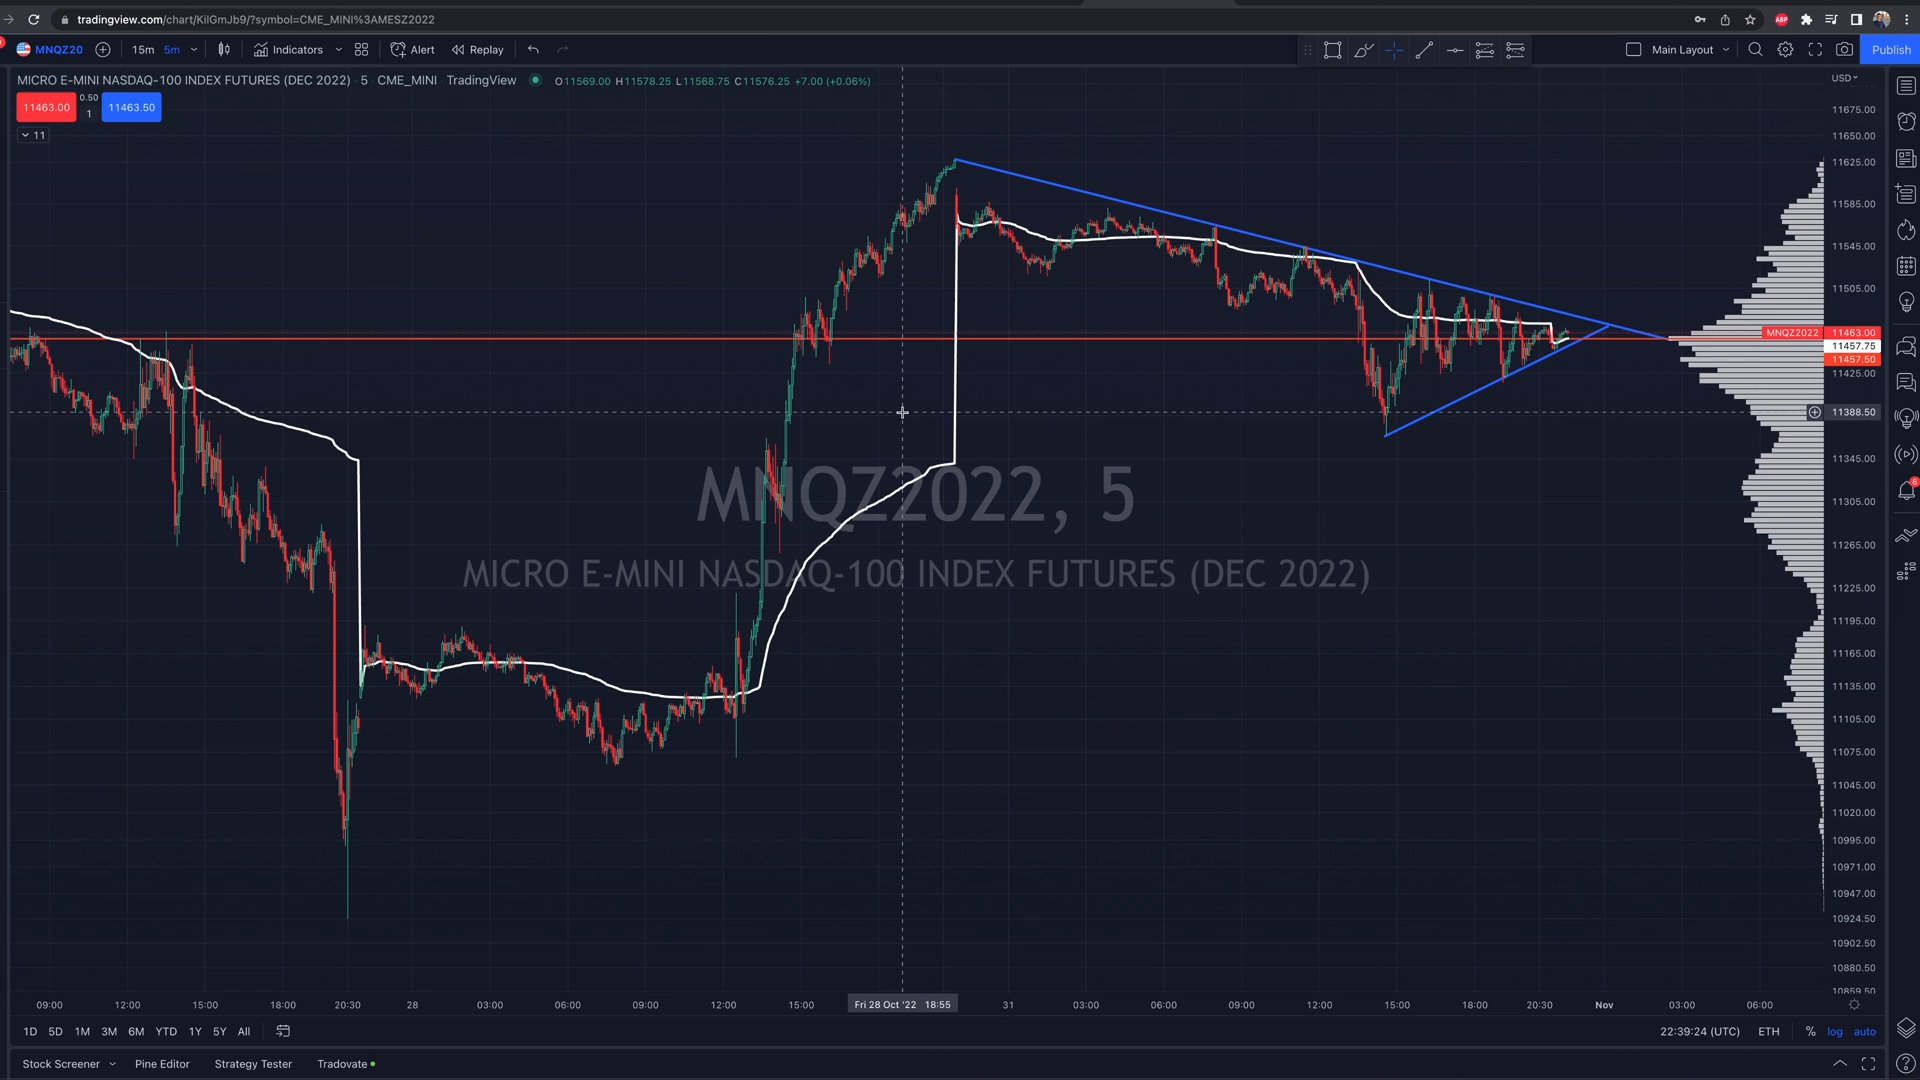 tradingview.com/chart/KilGmJb9/?symbol=CME_MINI%3AMESZ2022
ABP
MNQZ20 15m 5m Indicators Alert Replay Main Layout Publish
MICRO E-MINI NASDAQ-100 INDEX FUTURES (DEC 2022) · 5 · CME_MINI · TradingView O11569.00 H11578.25 L11568.75 C11576.25 +7.00 (+0.06%)
USD
11463.00 0.50 1 11463.50
11
11675.00
11650.00
11625.00
11585.00
11545.00
11505.00
MNQZ2022 11463.00
11457.75
11457.50
11425.00
11388.50
11345.00
11305.00
11265.00
11225.00
11195.00
11165.00
11135.00
11105.00
11075.00
11045.00
11020.00
10995.00
10971.00
10947.00
10924.50
10902.50
10880.50
10859.50
6
MNQZ2022, 5
MICRO E-MINI NASDAQ-100 INDEX FUTURES (DEC 2022)
09:00 12:00 15:00 18:00 20:30 28 03:00 06:00 09:00 12:00 15:00 Fri 28 Oct '22 18:55 31 03:00 06:00 09:00 12:00 15:00 18:00 20:30 Nov 03:00 06:00
1D 5D 1M 3M 6M YTD 1Y 5Y All 22:39:24 (UTC) ETH % log auto
Stock Screener Pine Editor Strategy Tester Tradovate